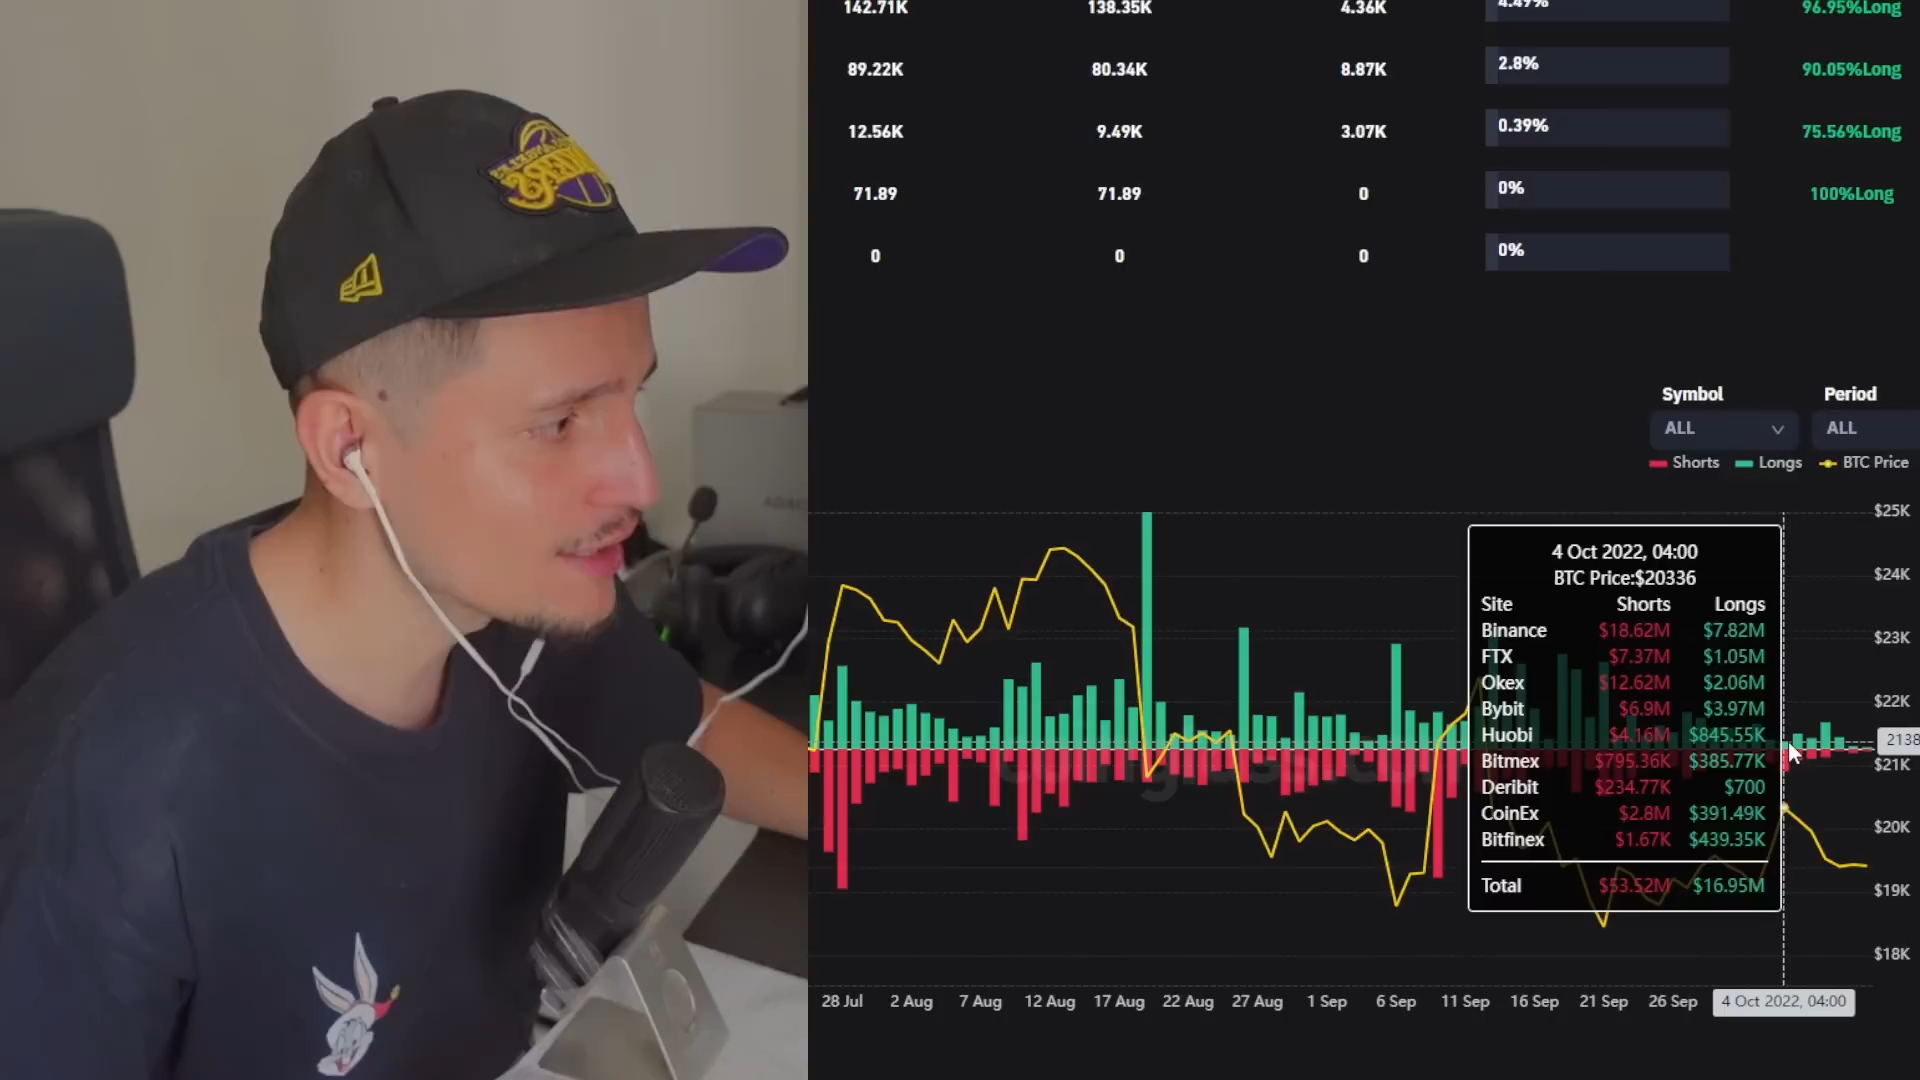 142.71K 138.35K 4.36K 4.49% 96.95%Long
89.22K 80.34K 8.87K 2.8% 90.05%Long
12.56K 9.49K 3.07K 0.39% 75.56%Long
71.89 71.89 0 0% 100%Long
0 0 0 0%
Symbol Period
ALL ALL
Shorts Longs BTC Price
$25K
$24K
$23K
$22K
2138
$21K
$20K
$19K
$18K
4 Oct 2022, 04:00
BTC Price:$20336
Site Shorts Longs
Binance $18.62M $7.82M
FTX $7.37M $1.05M
Okex $12.62M $2.06M
Bybit $6.9M $3.97M
Huobi $4.16M $845.55K
Bitmex $795.36K $385.77K
Deribit $234.77K $700
CoinEx $2.8M $391.49K
Bitfinex $1.67K $439.35K
Total $53.52M $16.95M
28 Jul 2 Aug 7 Aug 12 Aug 17 Aug 22 Aug 27 Aug 1 Sep 6 Sep 11 Sep 16 Sep 21 Sep 26 Sep 4 Oct 2022, 04:00